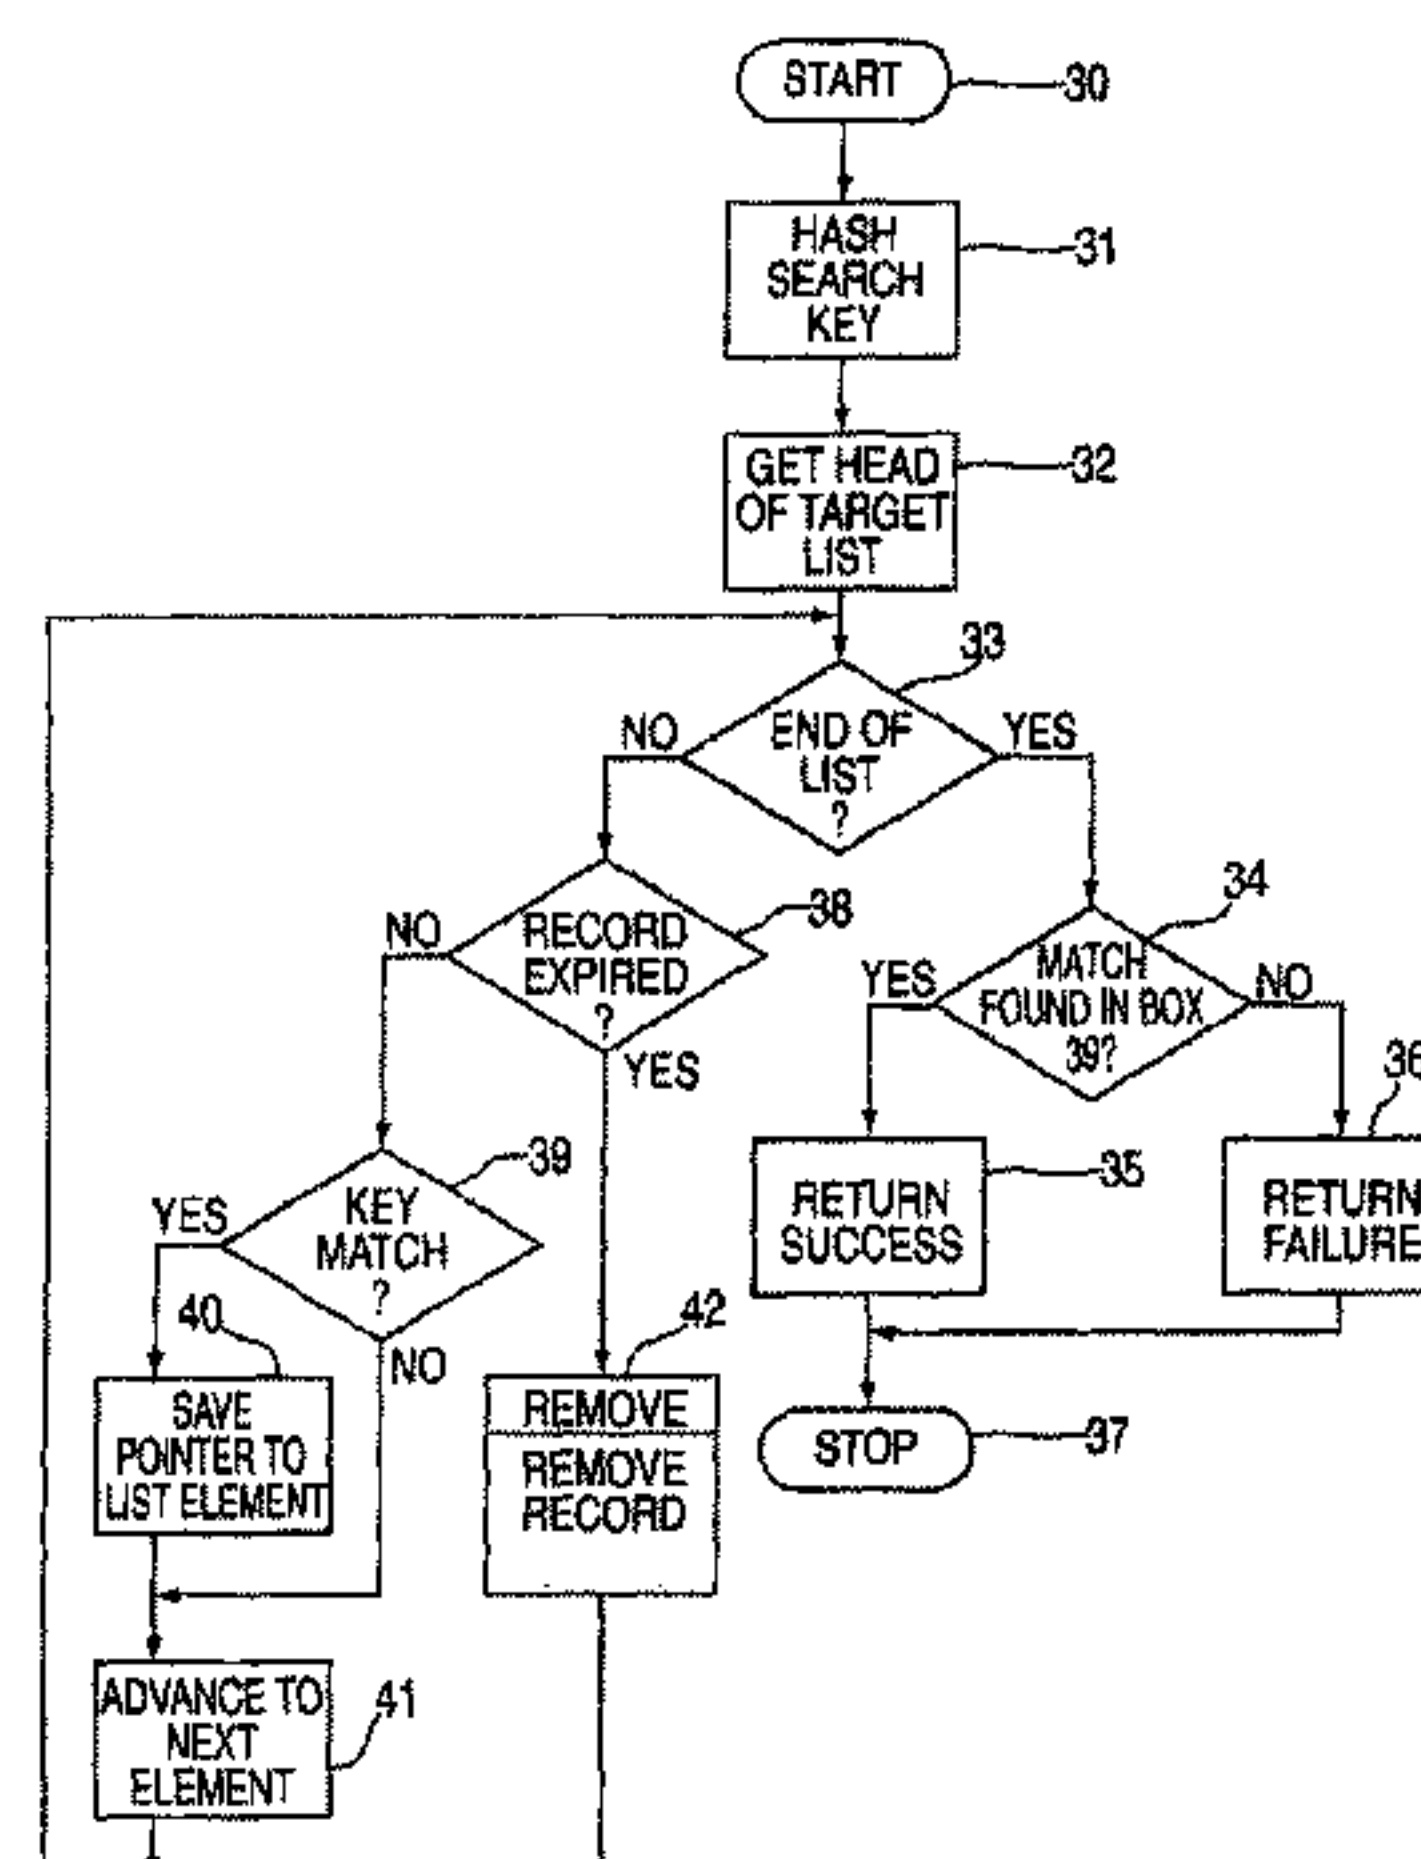 START
30
HASH
SEARCH
KEY
31
GET HEAD
OF TARGET
LIST
32
33
NO
END OF
LIST
?
YES
34
NO
RECORD
EXPIRED
?
38
YES
YES
MATCH
FOUND IN BOX
39?
NO
36
39
YES
KEY
MATCH
?
NO
RETURN
SUCCESS
35
RETURN
FAILURE
40
SAVE
POINTER TO
LIST ELEMENT
42
REMOVE
REMOVE
RECORD
STOP
37
ADVANCE TO
NEXT
ELEMENT
41